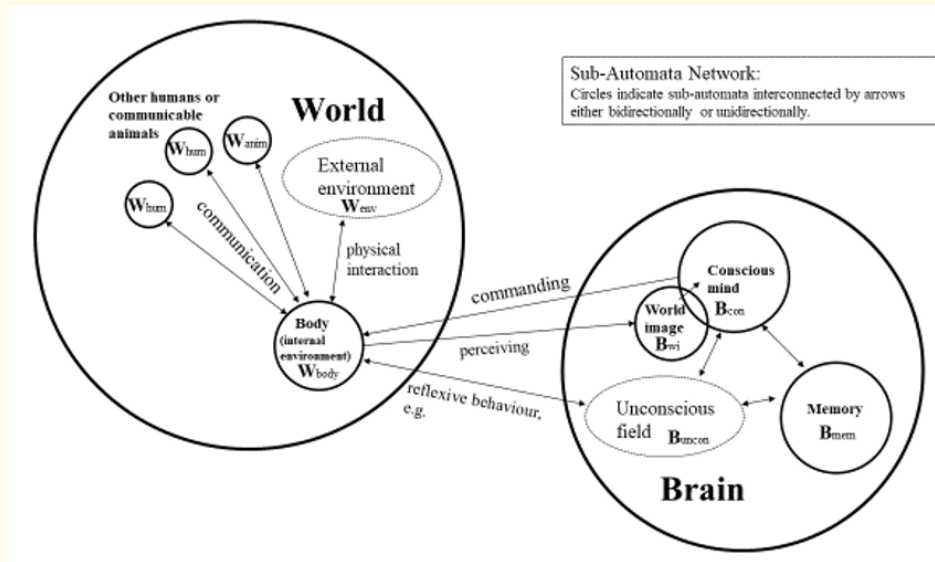 Sub-Automata Network:
Circles indicate sub-automata interconnected by arrows
either bidirectionally or unidirectionally.
Other humans or
communicable
animals
World
Whum
Wanim
Whum
External
environment
Wenv
communication
physical
interaction
Body
(internal
environment)
Wbody
commanding
perceiving
reflexive behaviour,
e.g.
Conscious
mind
Bcon
World
image
Bwi
Unconscious
field Buncon
Memory
Bmem
Brain